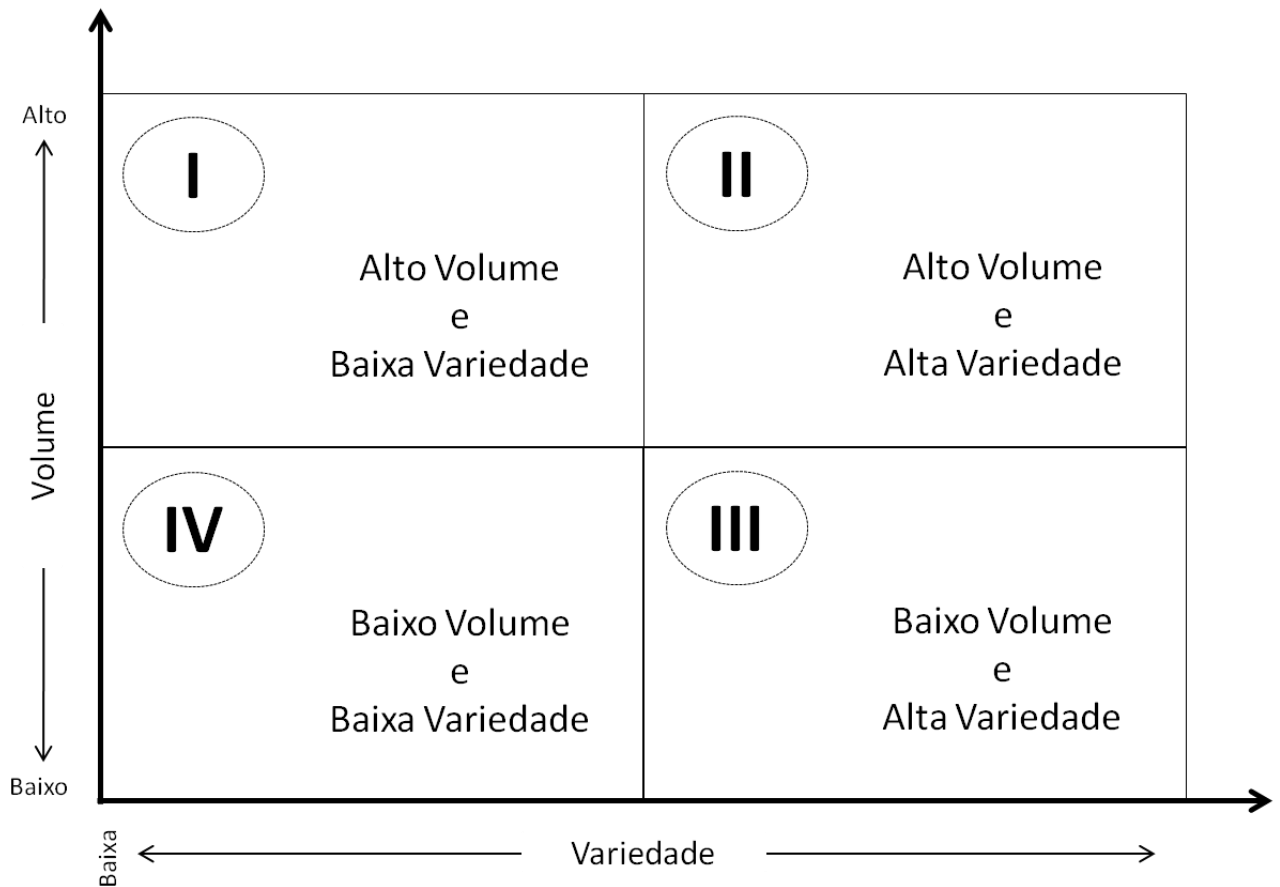 Alto
I
II
Alto Volume
e
Baixa Variedade
Alto Volume
e
Alta Variedade
Volume
IV
III
Baixo Volume
e
Baixa Variedade
Baixo Volume
e
Alta Variedade
Baixo
Baixa
Variedade